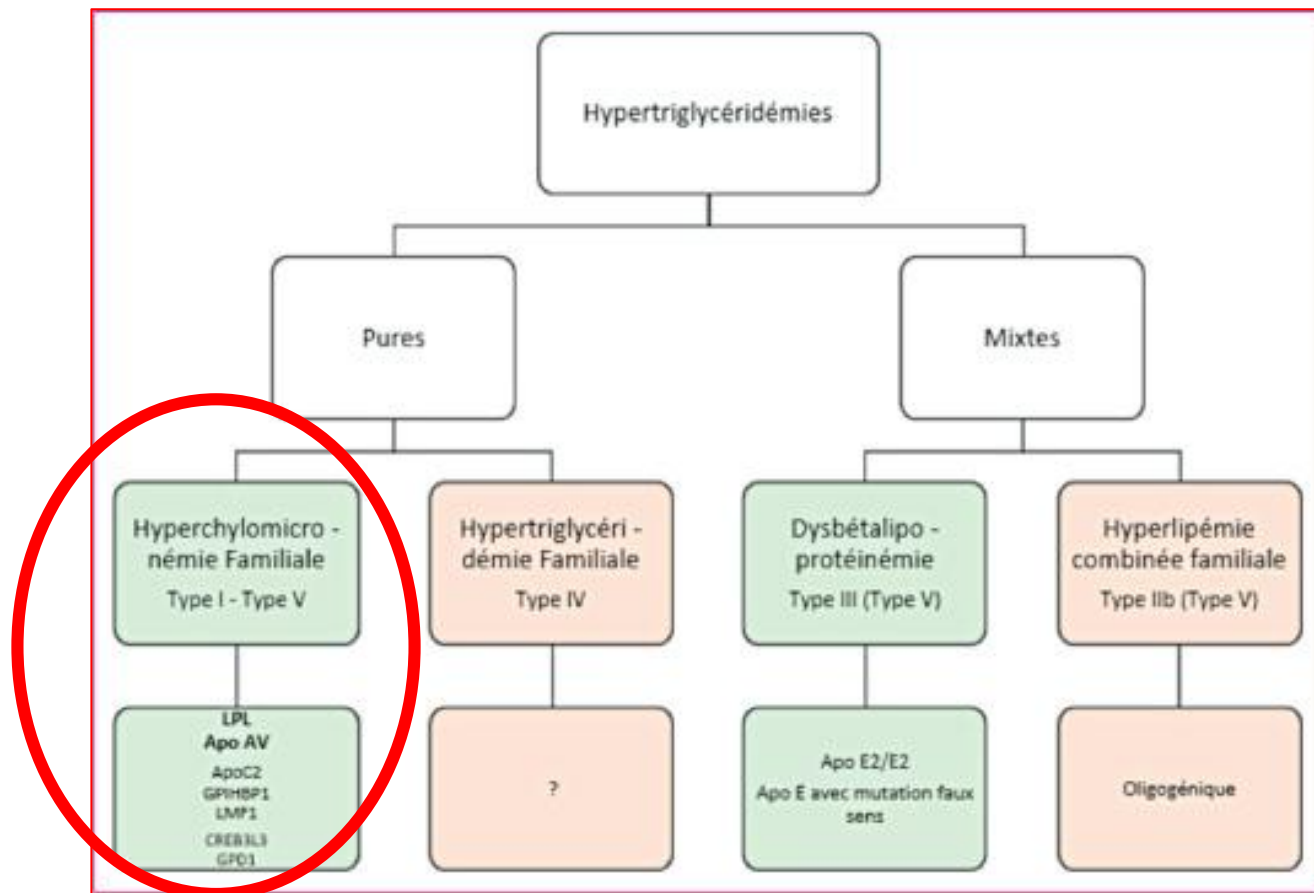 Hypertriglycéridémies
Pures
Mixtes
Hyperchylomicro -
némie Familiale
Type I - Type V
Hypertriglycéri -
démie Familiale
Type IV
Dysbétalipo -
protéinémie
Type III (Type V)
Hyperlipémie
combinée familiale
Type IIb (Type V)
LPL
Apo AV
ApoC2
GPIHBP1
LMF1
CREB3L3
GPD1
?
Apo E2/E2
Apo E avec mutation faux
sens
Oligogénique